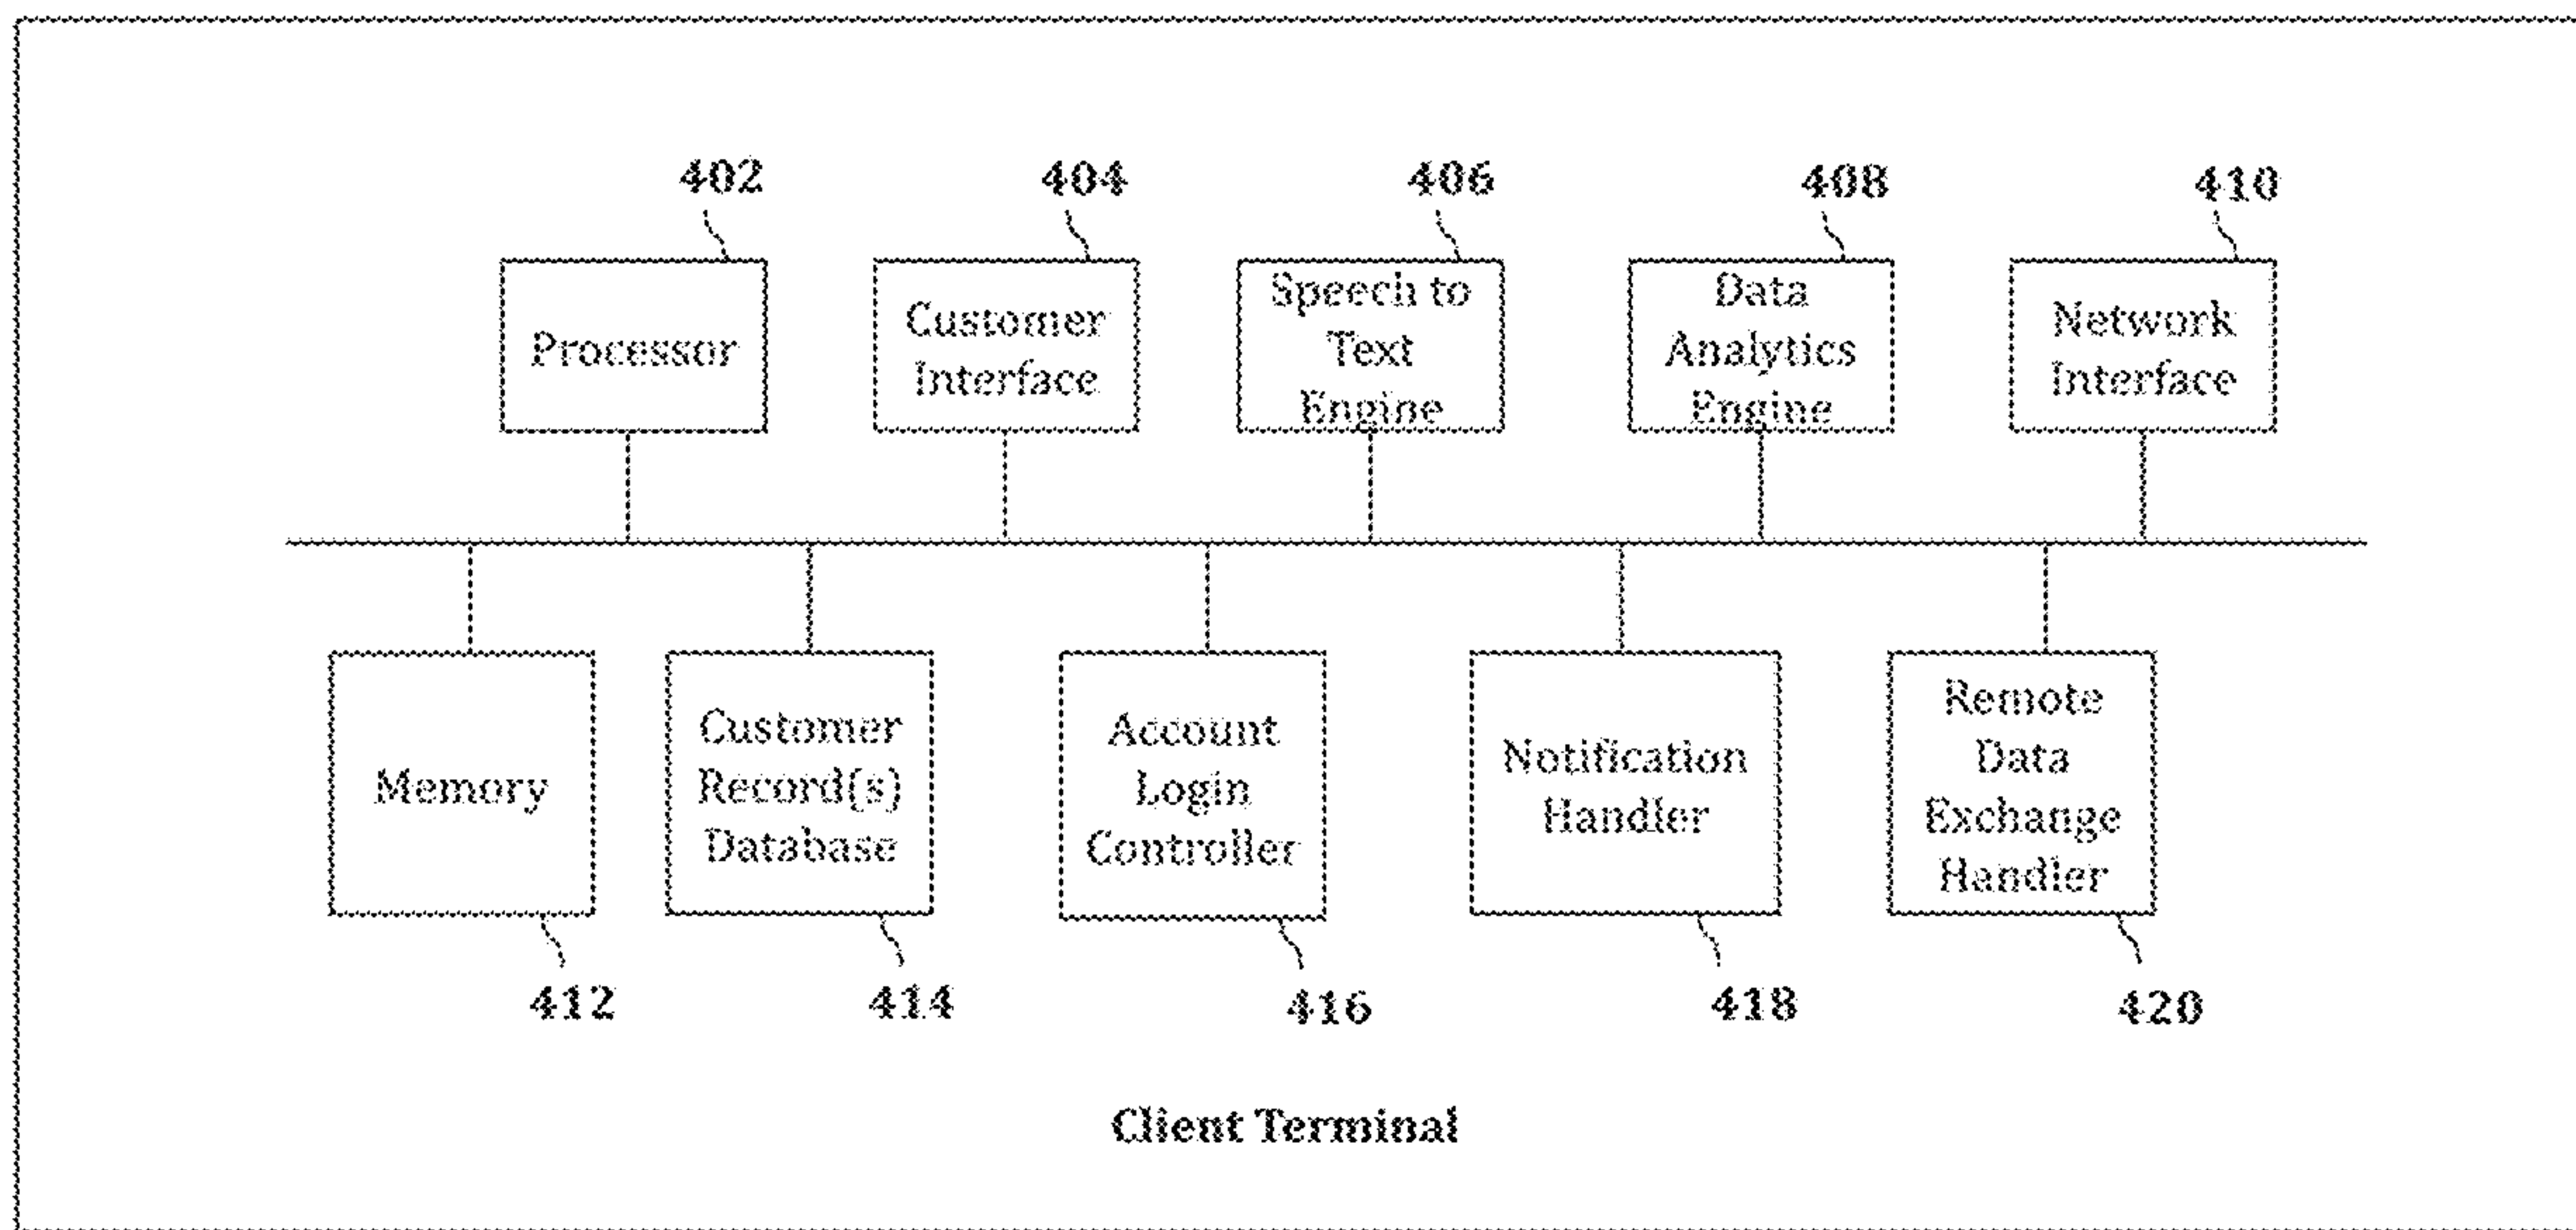 402
404
406
408
410
Processor
Customer
Interface
Speech to
Text
Engine
Data
Analytics
Engine
Network
Interface
Memory
Customer
Record(s)
Database
Account
Login
Controller
Notification
Handler
Remote
Data
Exchange
Handler
412
414
416
418
420
Client Terminal